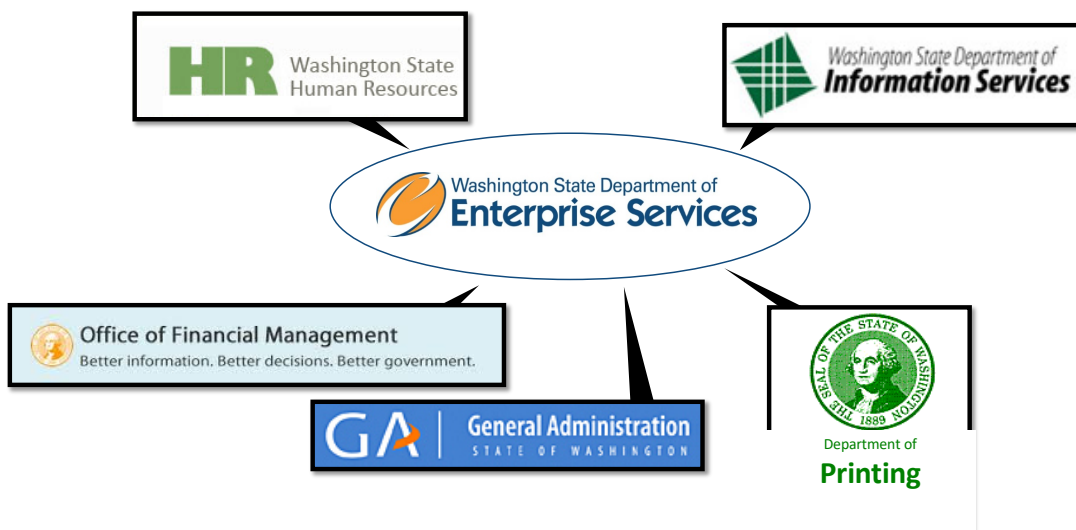 HR
Washington State
Human Resources
Washington State Department of
Information Services
Washington State Department of
Enterprise Services
Office of Financial Management
Better information. Better decisions. Better government.
GA
General Administration
STATE OF WASHINGTON
THE SEAL OF THE STATE OF WASHINGTON
1889
Department of
Printing